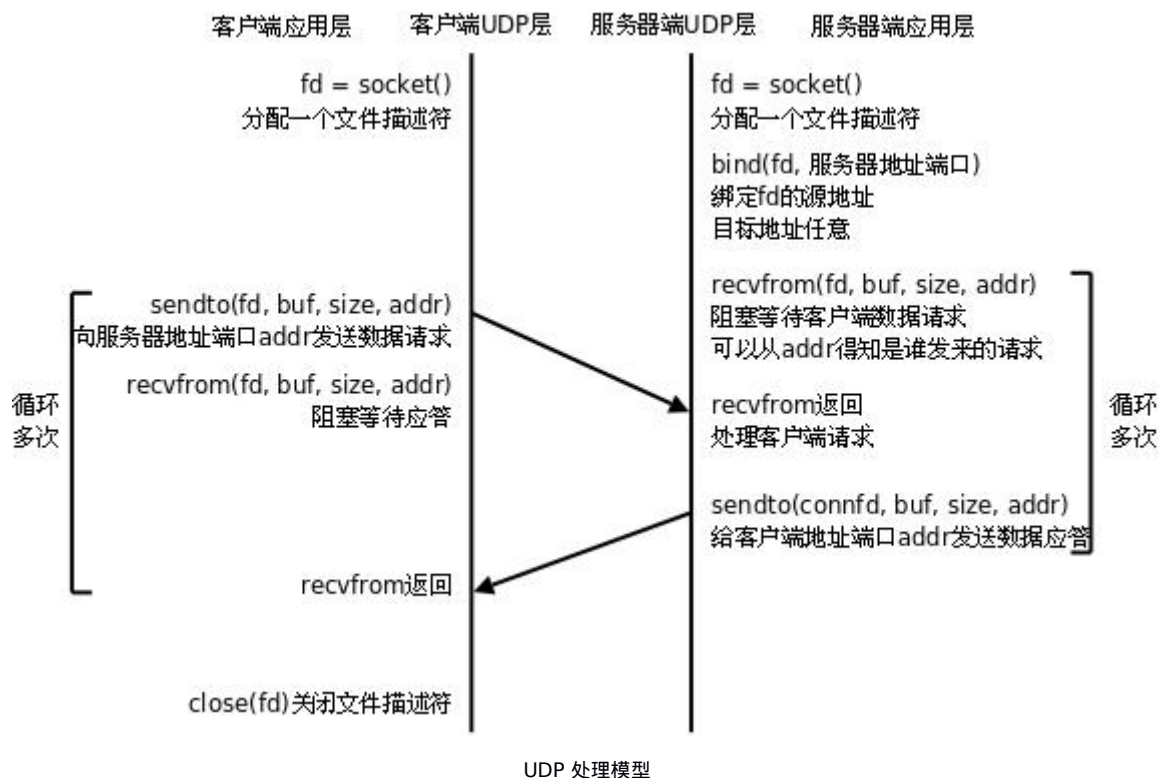 客户端应用层 客户端UDP层 服务器端UDP层 服务器端应用层
fd = socket()
分配一个文件描述符
fd = socket()
分配一个文件描述符
bind(fd, 服务器地址端口)
绑定fd的源地址
目标地址任意
循环
多次
sendto(fd, buf, size, addr)
向服务器地址端口addr发送数据请求
recvfrom(fd, buf, size, addr)
阻塞等待应答
recvfrom(fd, buf, size, addr)
阻塞等待客户端数据请求
可以从addr得知是谁发来的请求
recvfrom返回
处理客户端请求
循环
多次
sendto(connfd, buf, size, addr)
给客户端地址端口addr发送数据应答
recvfrom返回
close(fd)关闭文件描述符
UDP 处理模型